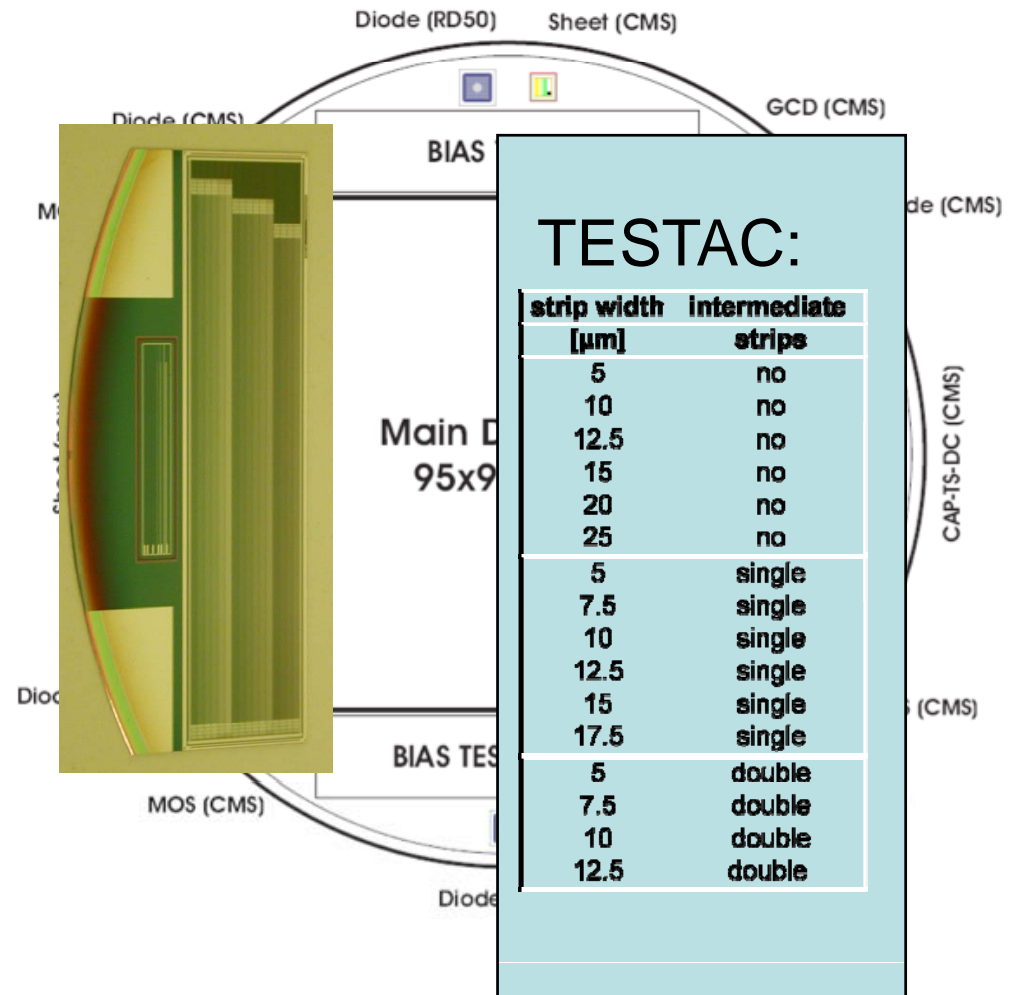 Diode (RD50)
Sheet (CMS)
Diode (CMS)
GCD (CMS)
BIAS
(CMS)
TESTAC:
strip width intermediate
[µm] strips
5 no
10 no
12.5 no
15 no
20 no
25 no
5 single
7.5 single
10 single
12.5 single
15 single
17.5 single
5 double
7.5 double
10 double
12.5 double
Main
95x9
CAP-TS-DC (CMS)
(CMS)
BIAS
MOS (CMS)
Diode